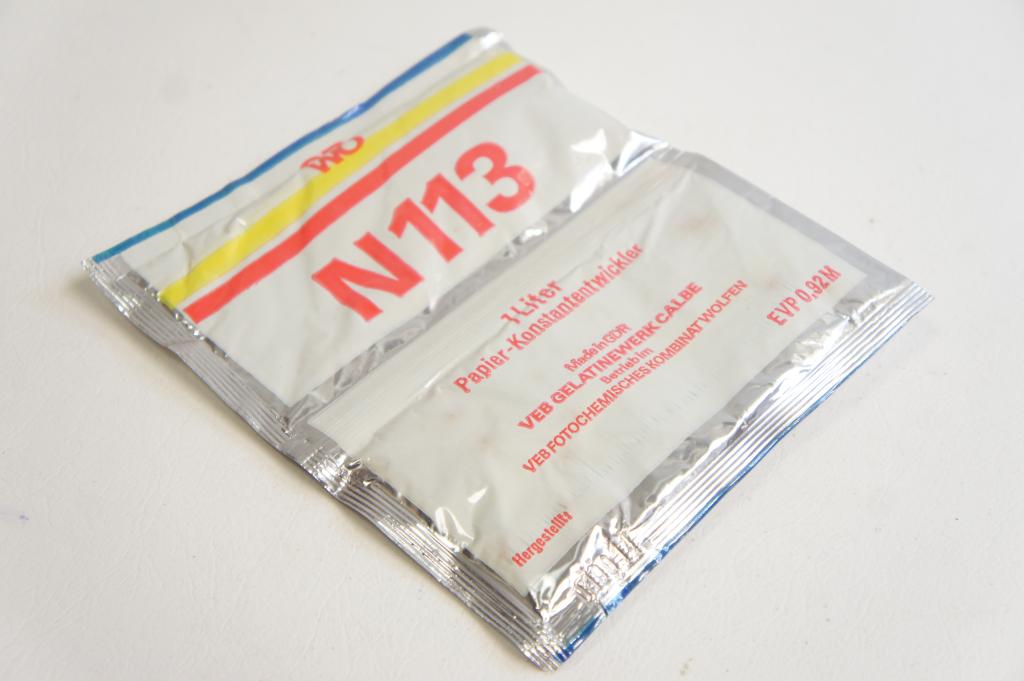 N113
1 Liter
Papier-Konstantentwickler
Made in GDR
VEB GELATINEWERK CALBE
Betrieb im
VEB FOTOCHEMISCHES KOMBINAT WOLFEN
EVP 0,92M
Hergestellt: